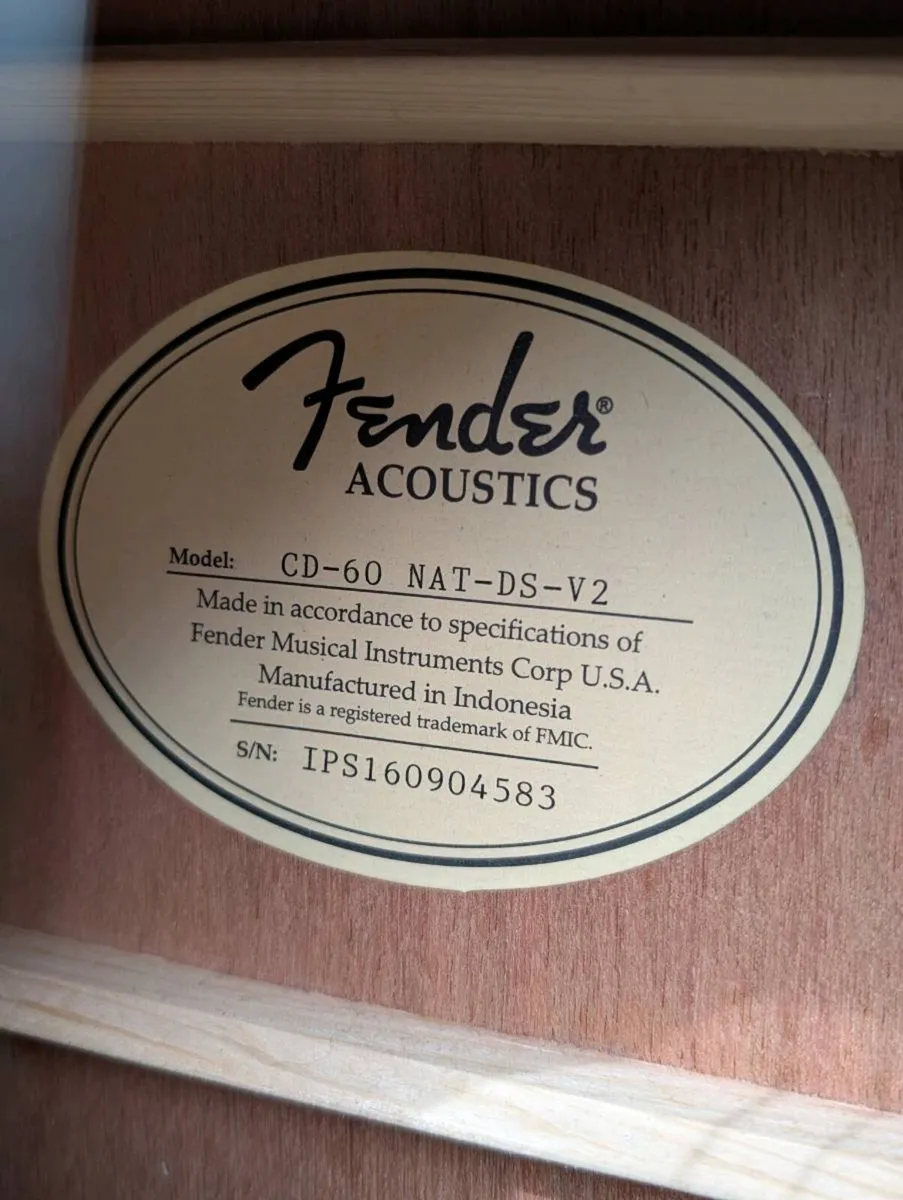 Fender®
ACOUSTICS
Model: CD-60 NAT-DS-V2
Made in accordance to specifications of
Fender Musical Instruments Corp U.S.A.
Manufactured in Indonesia
Fender is a registered trademark of FMIC.
S/N: IPS160904583